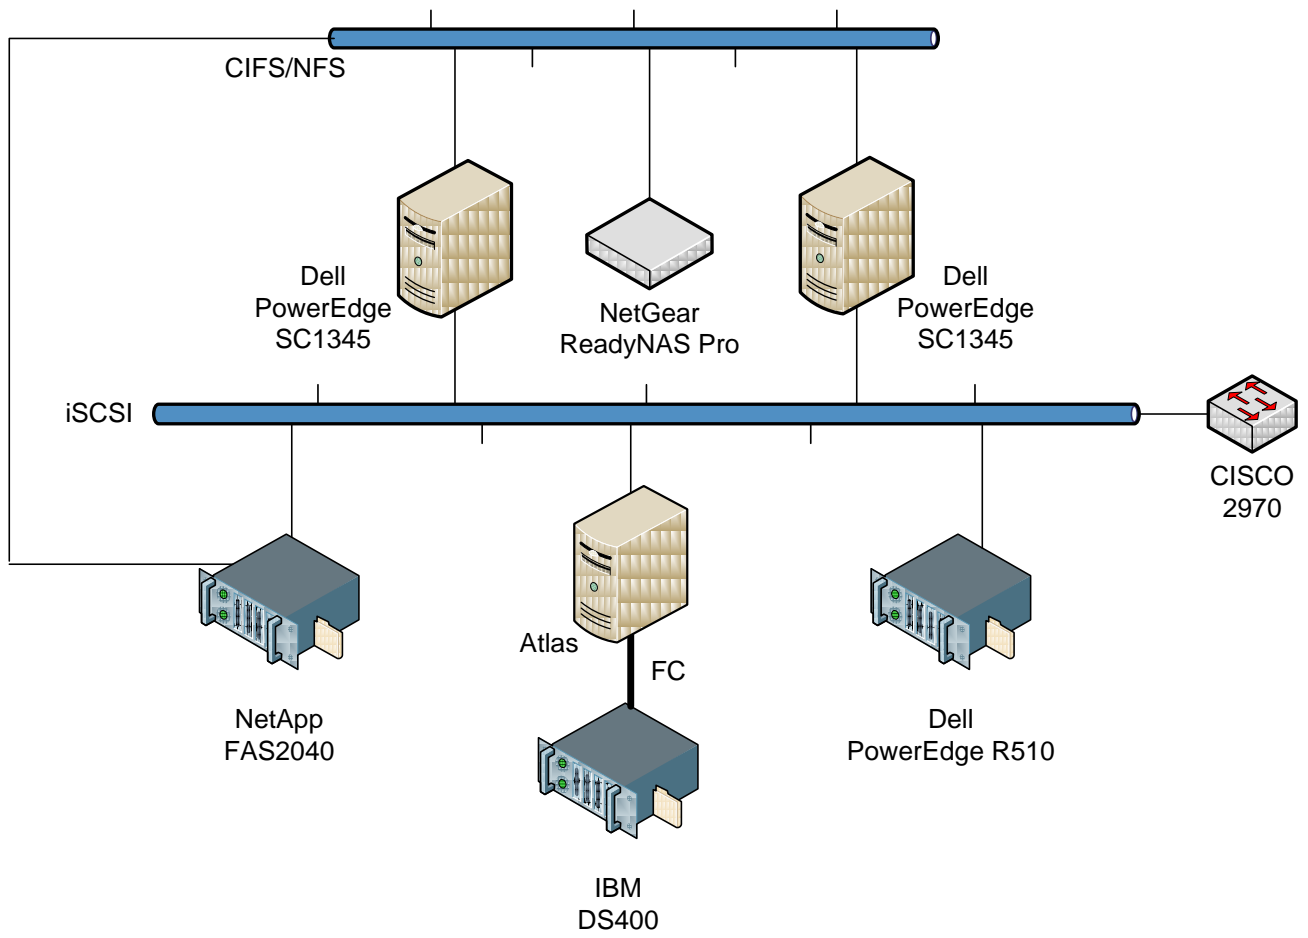 CIFS/NFS
Dell
PowerEdge
SC1345
NetGear
ReadyNAS Pro
Dell
PowerEdge
SC1345
iSCSI
CISCO
2970
Atlas
FC
NetApp
FAS2040
Dell
PowerEdge R510
IBM
DS400